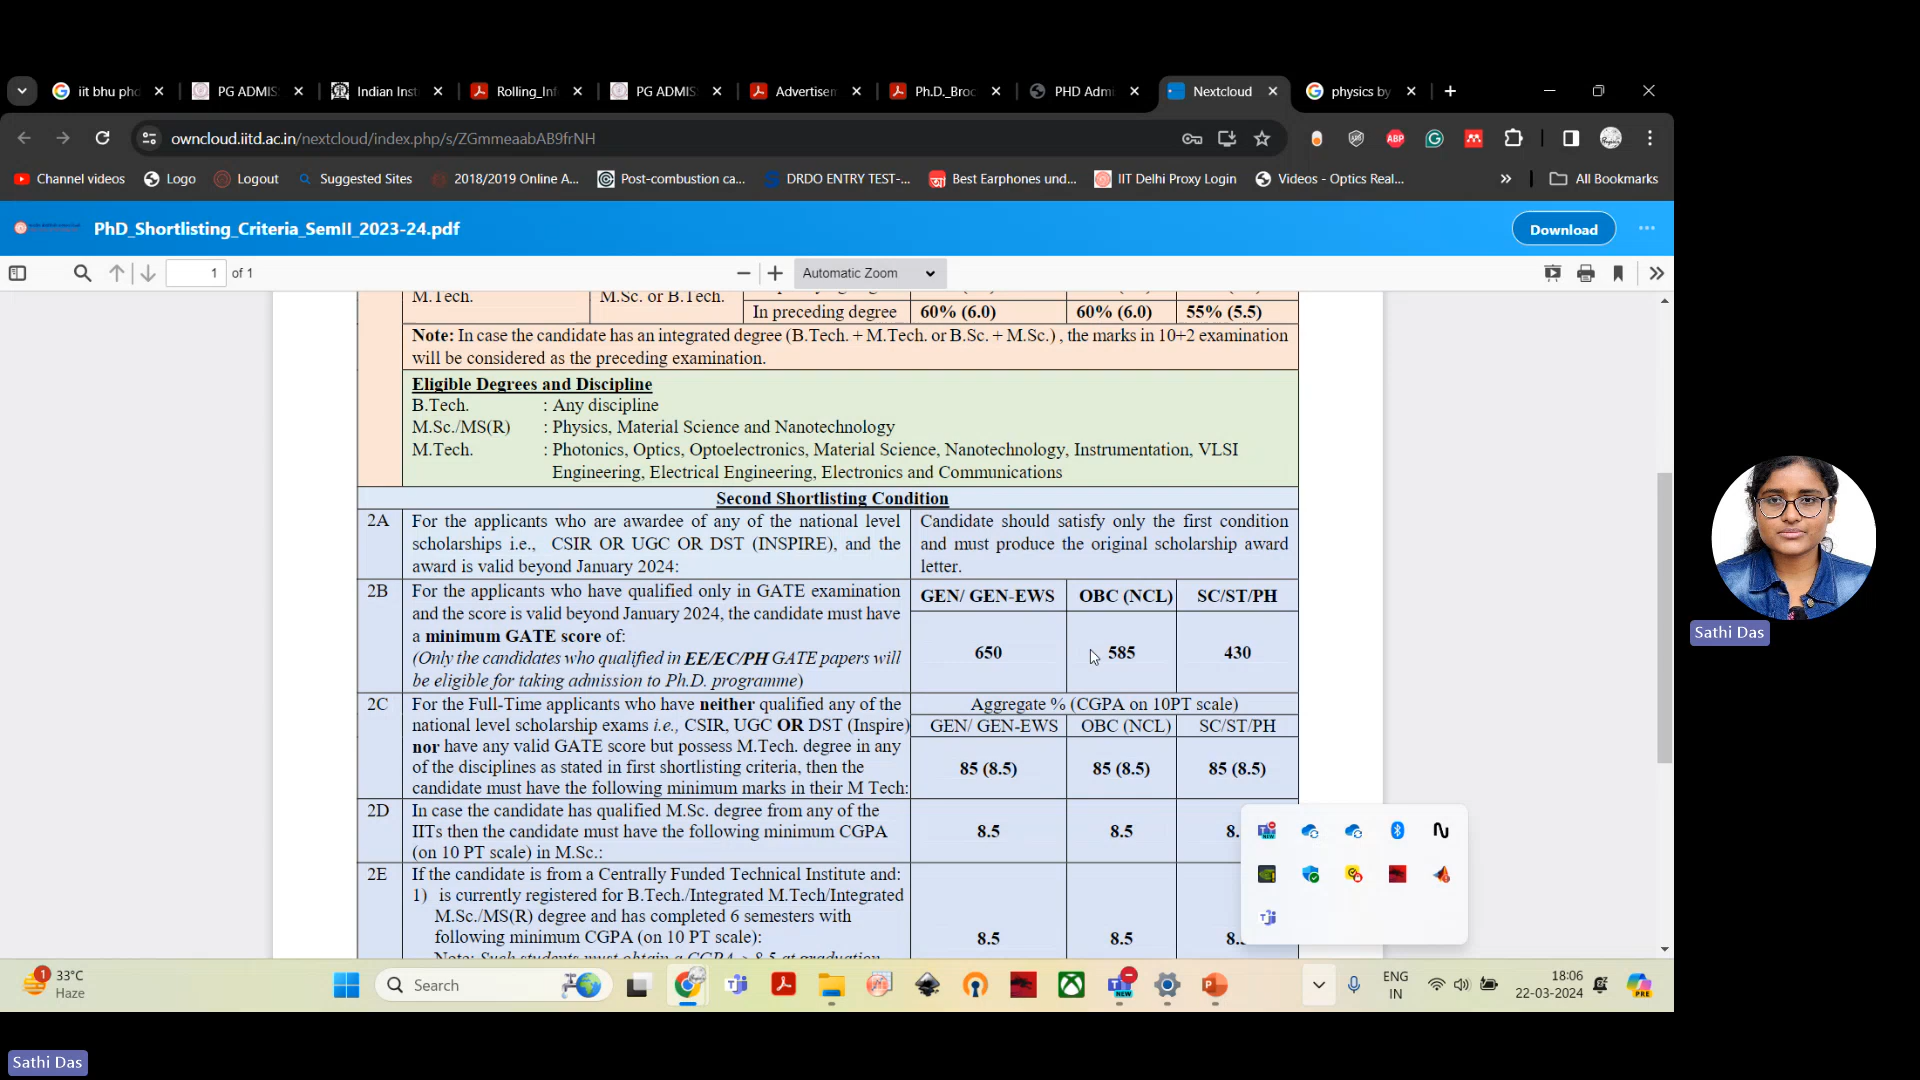 iit bhu phd
PG ADMIS
Indian Inst
Rolling_Inf
PG ADMIS
Advertisem
Ph.D._Broc
PHD Admi
Nextcloud
physics by
owncloud.iitd.ac.in/nextcloud/index.php/s/ZGmmeaabAB9frNH
Channel videos
Logo
Logout
Suggested Sites
2018/2019 Online A...
Post-combustion ca...
DRDO ENTRY TEST-...
Best Earphones und...
IIT Delhi Proxy Login
Videos - Optics Real...
All Bookmarks
PhD_Shortlisting_Criteria_SemII_2023-24.pdf
Download
1 of 1
Automatic Zoom
M.Tech. M.Sc. or B.Tech.
In preceding degree 60% (6.0) 60% (6.0) 55% (5.5)
Note: In case the candidate has an integrated degree (B.Tech. + M.Tech. or B.Sc. + M.Sc.) , the marks in 10+2 examination
will be considered as the preceding examination.
Eligible Degrees and Discipline
B.Tech. : Any discipline
M.Sc./MS(R) : Physics, Material Science and Nanotechnology
M.Tech. : Photonics, Optics, Optoelectronics, Material Science, Nanotechnology, Instrumentation, VLSI
Engineering, Electrical Engineering, Electronics and Communications
Second Shortlisting Condition
2A For the applicants who are awardee of any of the national level
scholarships i.e., CSIR OR UGC OR DST (INSPIRE), and the
award is valid beyond January 2024:
Candidate should satisfy only the first condition
and must produce the original scholarship award
letter.
2B For the applicants who have qualified only in GATE examination
and the score is valid beyond January 2024, the candidate must have
a minimum GATE score of:
(Only the candidates who qualified in EE/EC/PH GATE papers will
be eligible for taking admission to Ph.D. programme)
GEN/ GEN-EWS OBC (NCL) SC/ST/PH
650 585 430
2C For the Full-Time applicants who have neither qualified any of the
national level scholarship exams i.e., CSIR, UGC OR DST (Inspire)
nor have any valid GATE score but possess M.Tech. degree in any
of the disciplines as stated in first shortlisting criteria, then the
candidate must have the following minimum marks in their M Tech:
Aggregate % (CGPA on 10PT scale)
GEN/ GEN-EWS OBC (NCL) SC/ST/PH
85 (8.5) 85 (8.5) 85 (8.5)
2D In case the candidate has qualified M.Sc. degree from any of the
IITs then the candidate must have the following minimum CGPA
(on 10 PT scale) in M.Sc.:
8.5 8.5 8.
2E If the candidate is from a Centrally Funded Technical Institute and:
1) is currently registered for B.Tech./Integrated M.Tech/Integrated
M.Sc./MS(R) degree and has completed 6 semesters with
following minimum CGPA (on 10 PT scale):
8.5 8.5 8.
Sathi Das
1
33°C
Haze
Search
NEW
ENG
IN
18:06
22-03-2024
PRE
Sathi Das